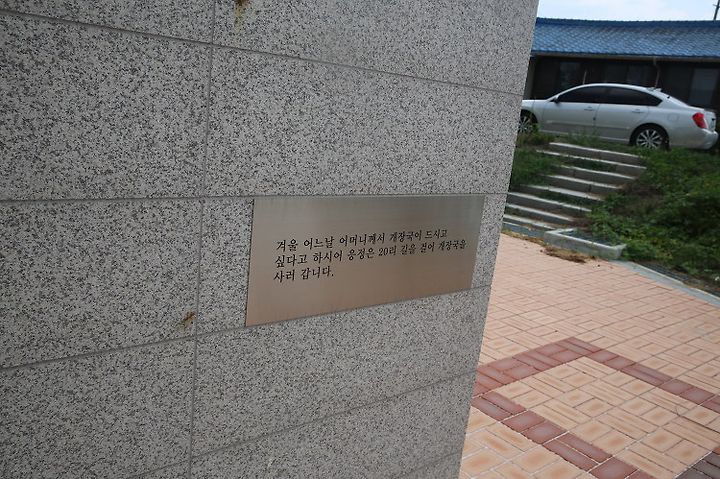 겨울 어느날 어머니께서 개장국이 드시고
싶다고 하시어 응정은 20리 길을 걸어 개장국을
사러 갑니다.